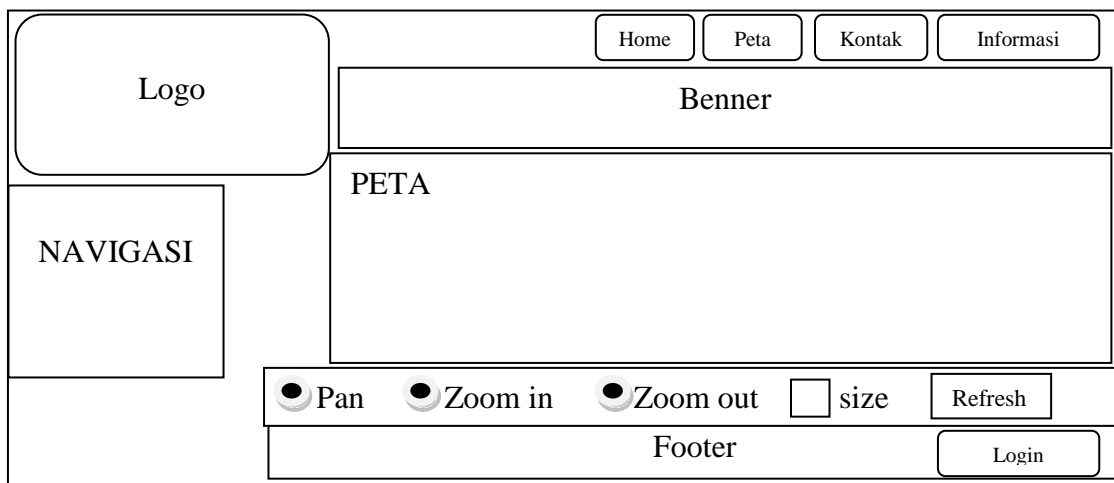 Home Peta Kontak Informasi
Logo
Benner
PETA
NAVIGASI
Pan Zoom in Zoom out size Refresh
Footer
Login